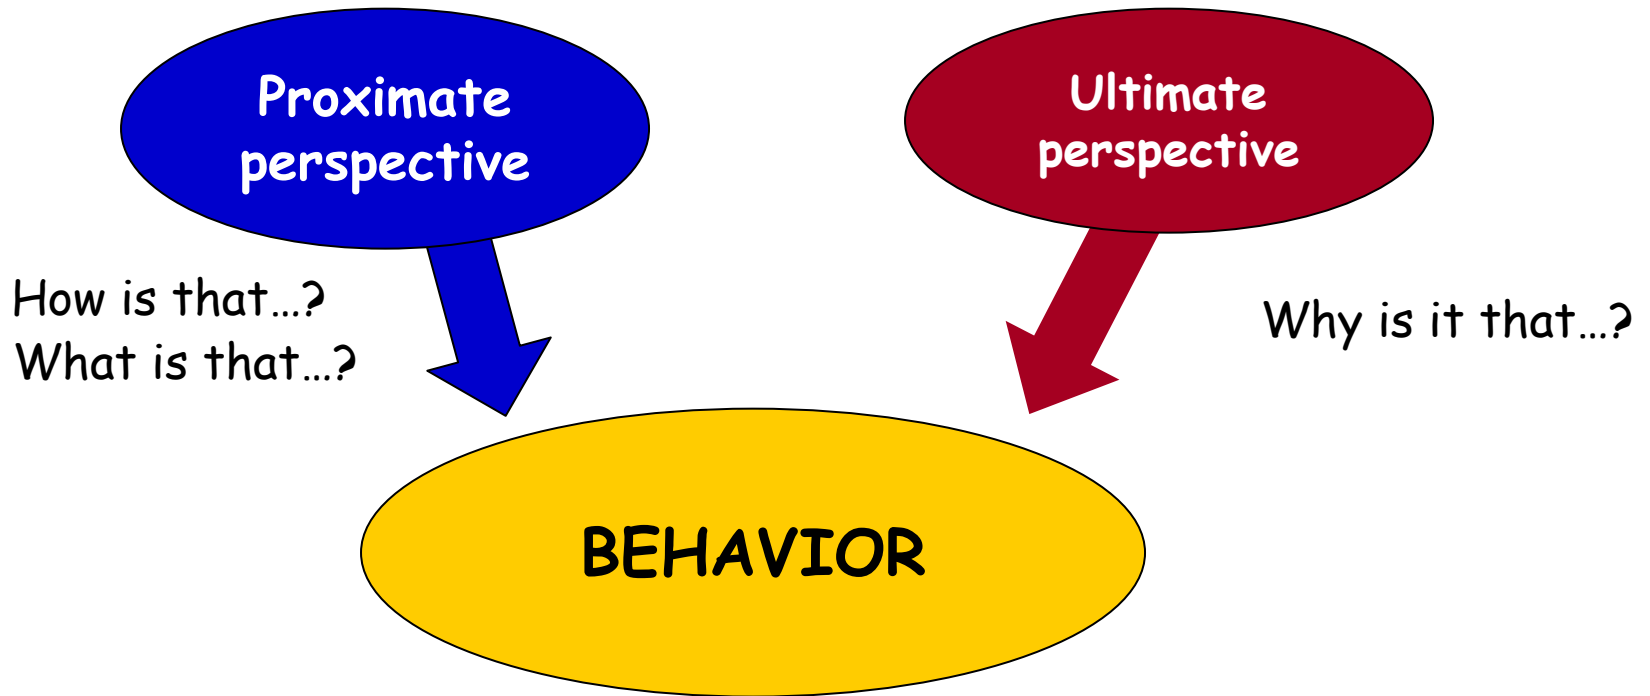 Proximate
perspective
Ultimate
perspective
How is that…?
What is that…?
Why is it that…?
BEHAVIOR